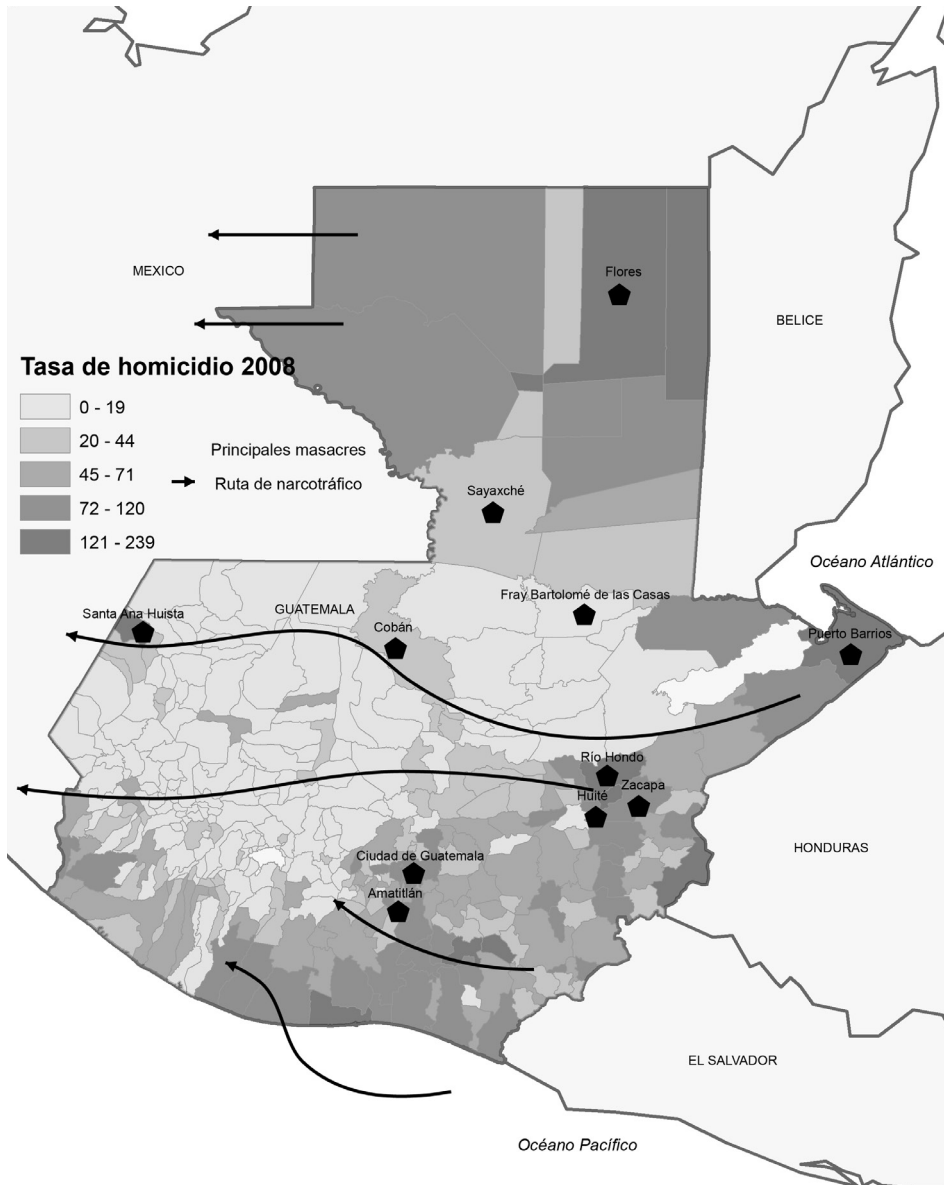 Flores
MEXICO
BELICE
Tasa de homicidio 2008
0 - 19
20 - 44
45 - 71
72 - 120
121 - 239
Principales masacres
Ruta de narcotráfico
Sayaxché
Océano Atlántico
Fray Bartolomé de las Casas
Santa Ana Huista
GUATEMALA
Cobán
Puerto Barrios
Río Hondo
Zacapa
Huité
HONDURAS
Ciudad de Guatemala
Amatitlán
EL SALVADOR
Océano Pacífico